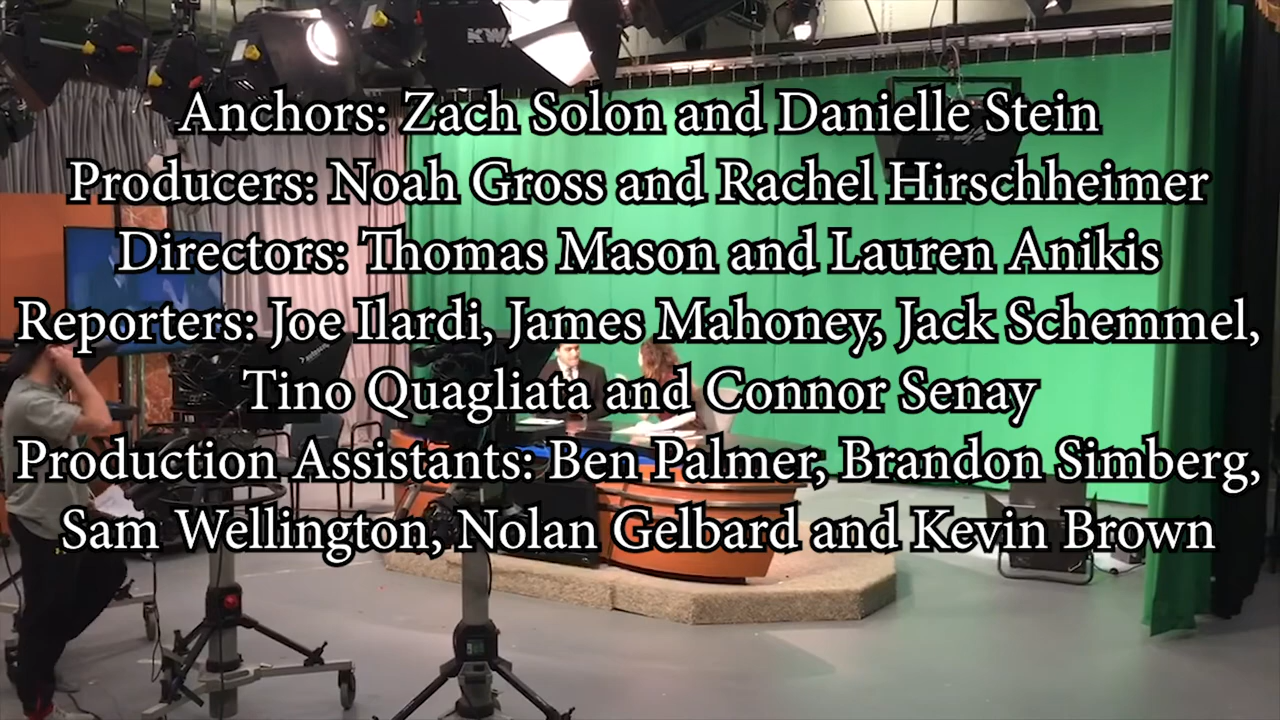 Anchors: Zach Solon and Danielle Stein
Producers: Noah Gross and Rachel Hirschheimer
Directors: Thomas Mason and Lauren Anikis
Reporters: Joe Ilardi, James Mahoney, Jack Schemmel,
Tino Quagliata and Connor Senay
Production Assistants: Ben Palmer, Brandon Simberg,
Sam Wellington, Nolan Gelbard and Kevin Brown